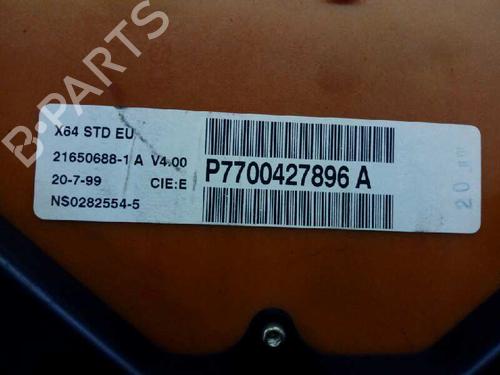 B-PARTS
X64 STD EU
21650688-1 A V4.00
20-7-99 CIE:E
NS0282554-5
P7700427896 A
20